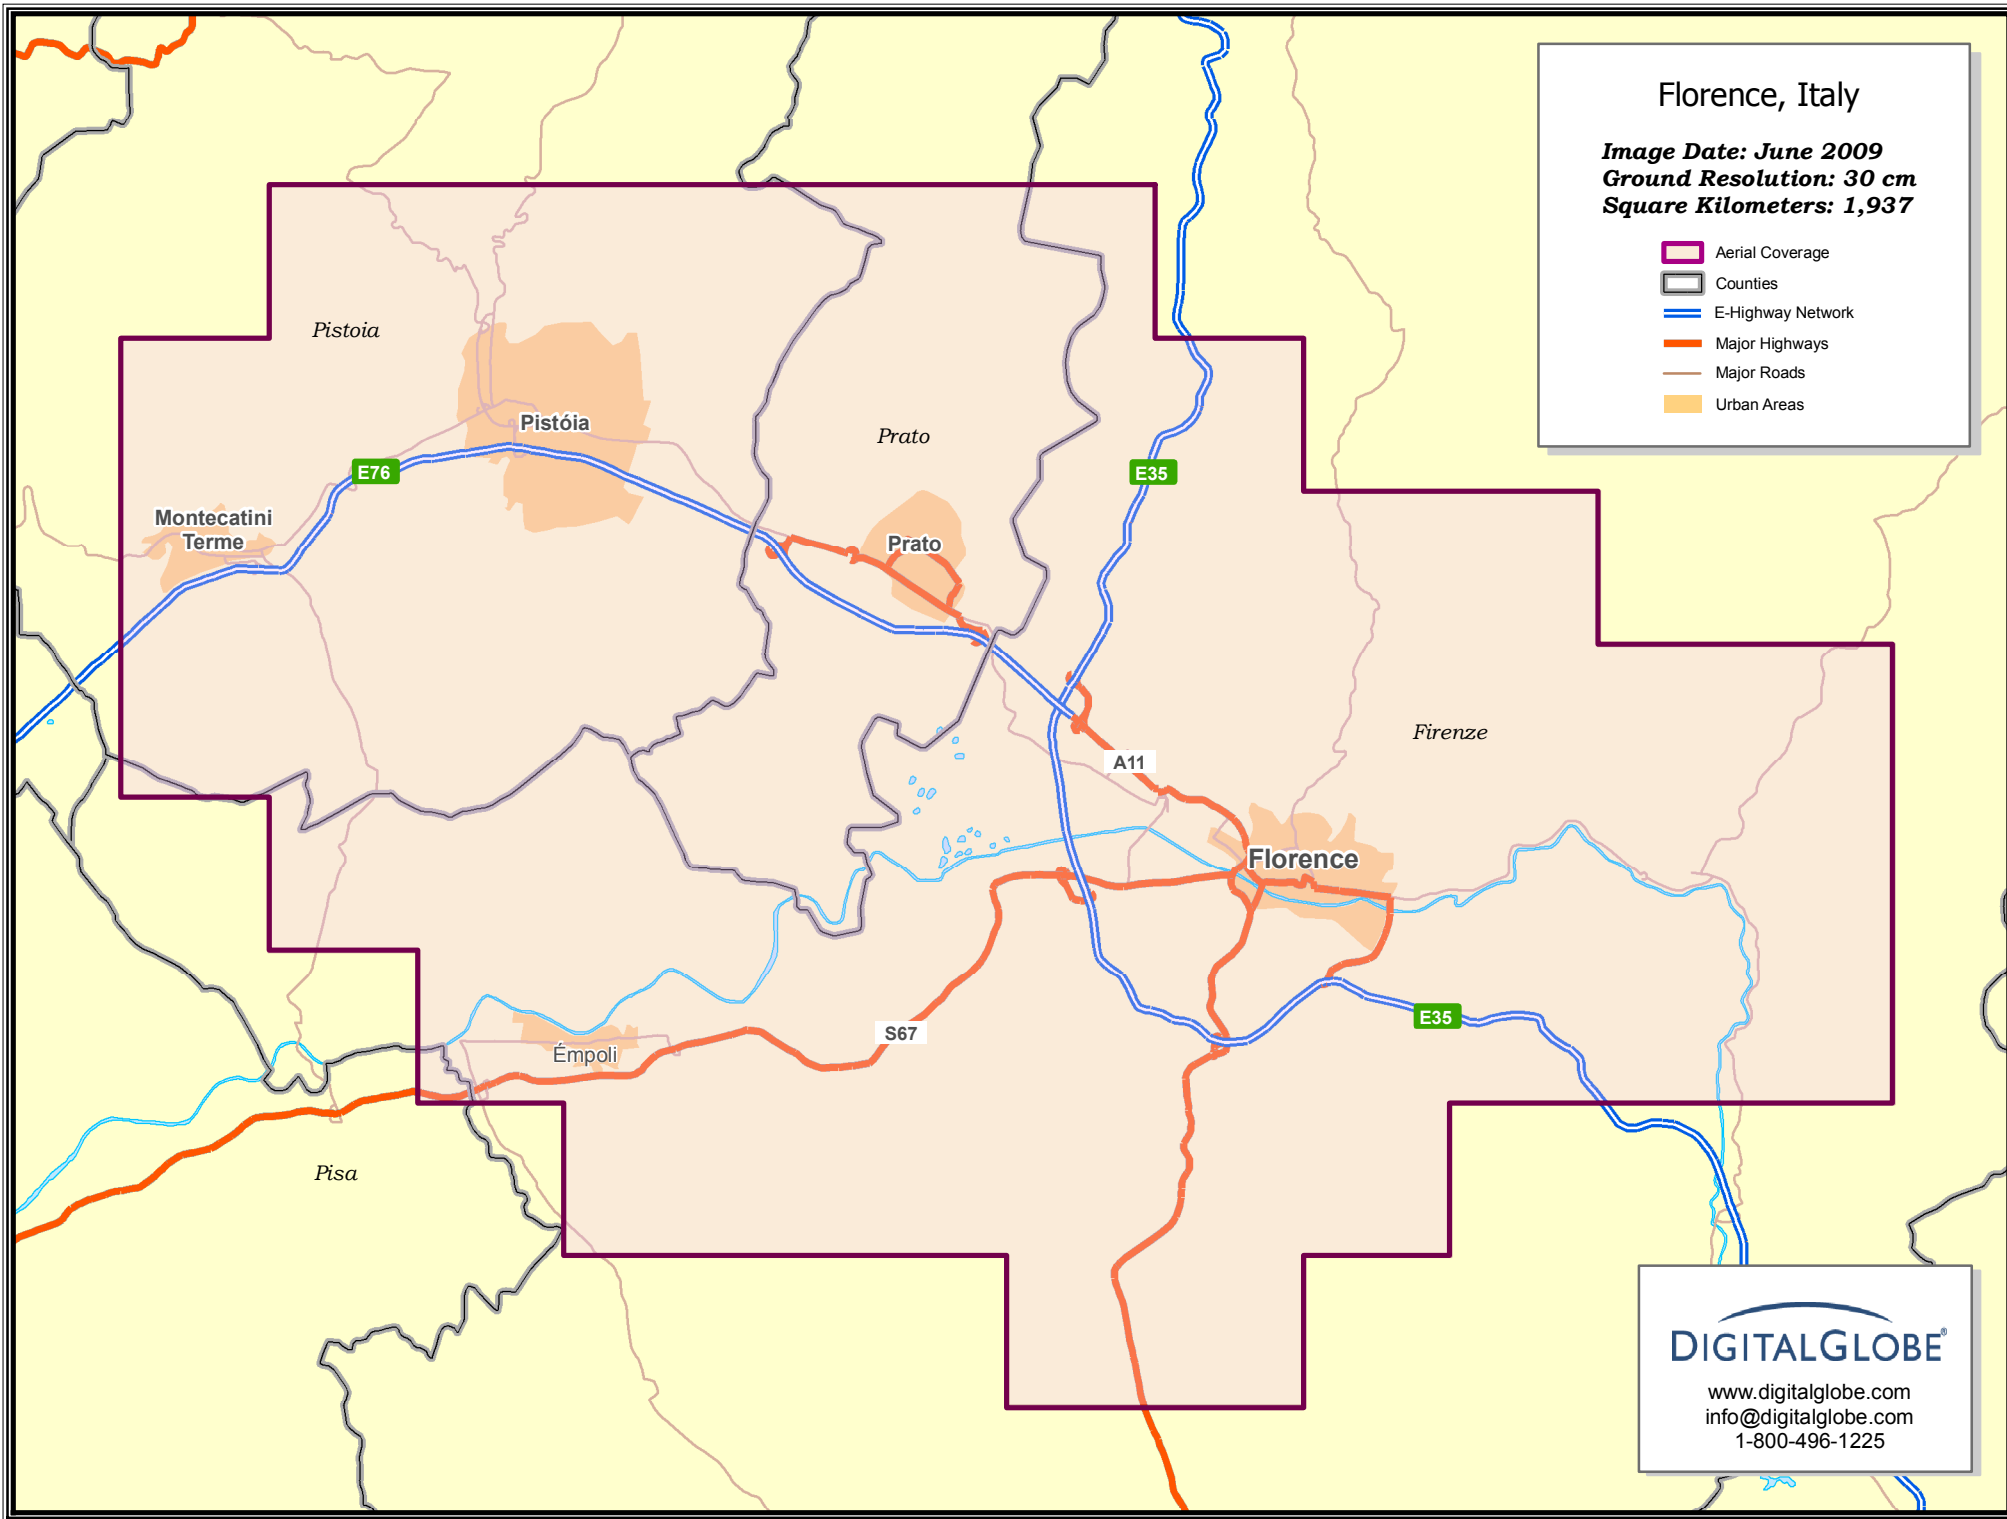 Florence, Italy
Image Date: June 2009
Ground Resolution: 30 cm
Square Kilometers: 1,937
Aerial Coverage
Counties
E-Highway Network
Major Highways
Major Roads
Urban Areas
Pistoia
Pistóia
Prato
E76
E35
Montecatini
Terme
Prato
Firenze
A11
Florence
E35
S67
Émpoli
Pisa
DIGITALGLOBE®
www.digitalglobe.com
info@digitalglobe.com
1-800-496-1225